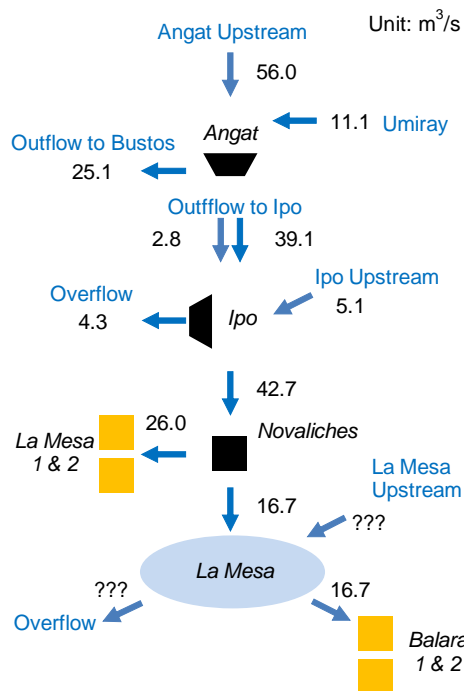 Angat Upstream
Unit: m³/s
56.0
Angat
11.1
Umiray
Outflow to Bustos
25.1
Outfflow to Ipo
2.8
39.1
Ipo Upstream
5.1
Overflow
4.3
Ipo
42.7
26.0
Novaliches
La Mesa
1 & 2
La Mesa
Upstream
16.7
???
La Mesa
???
16.7
Overflow
Balara
1 & 2